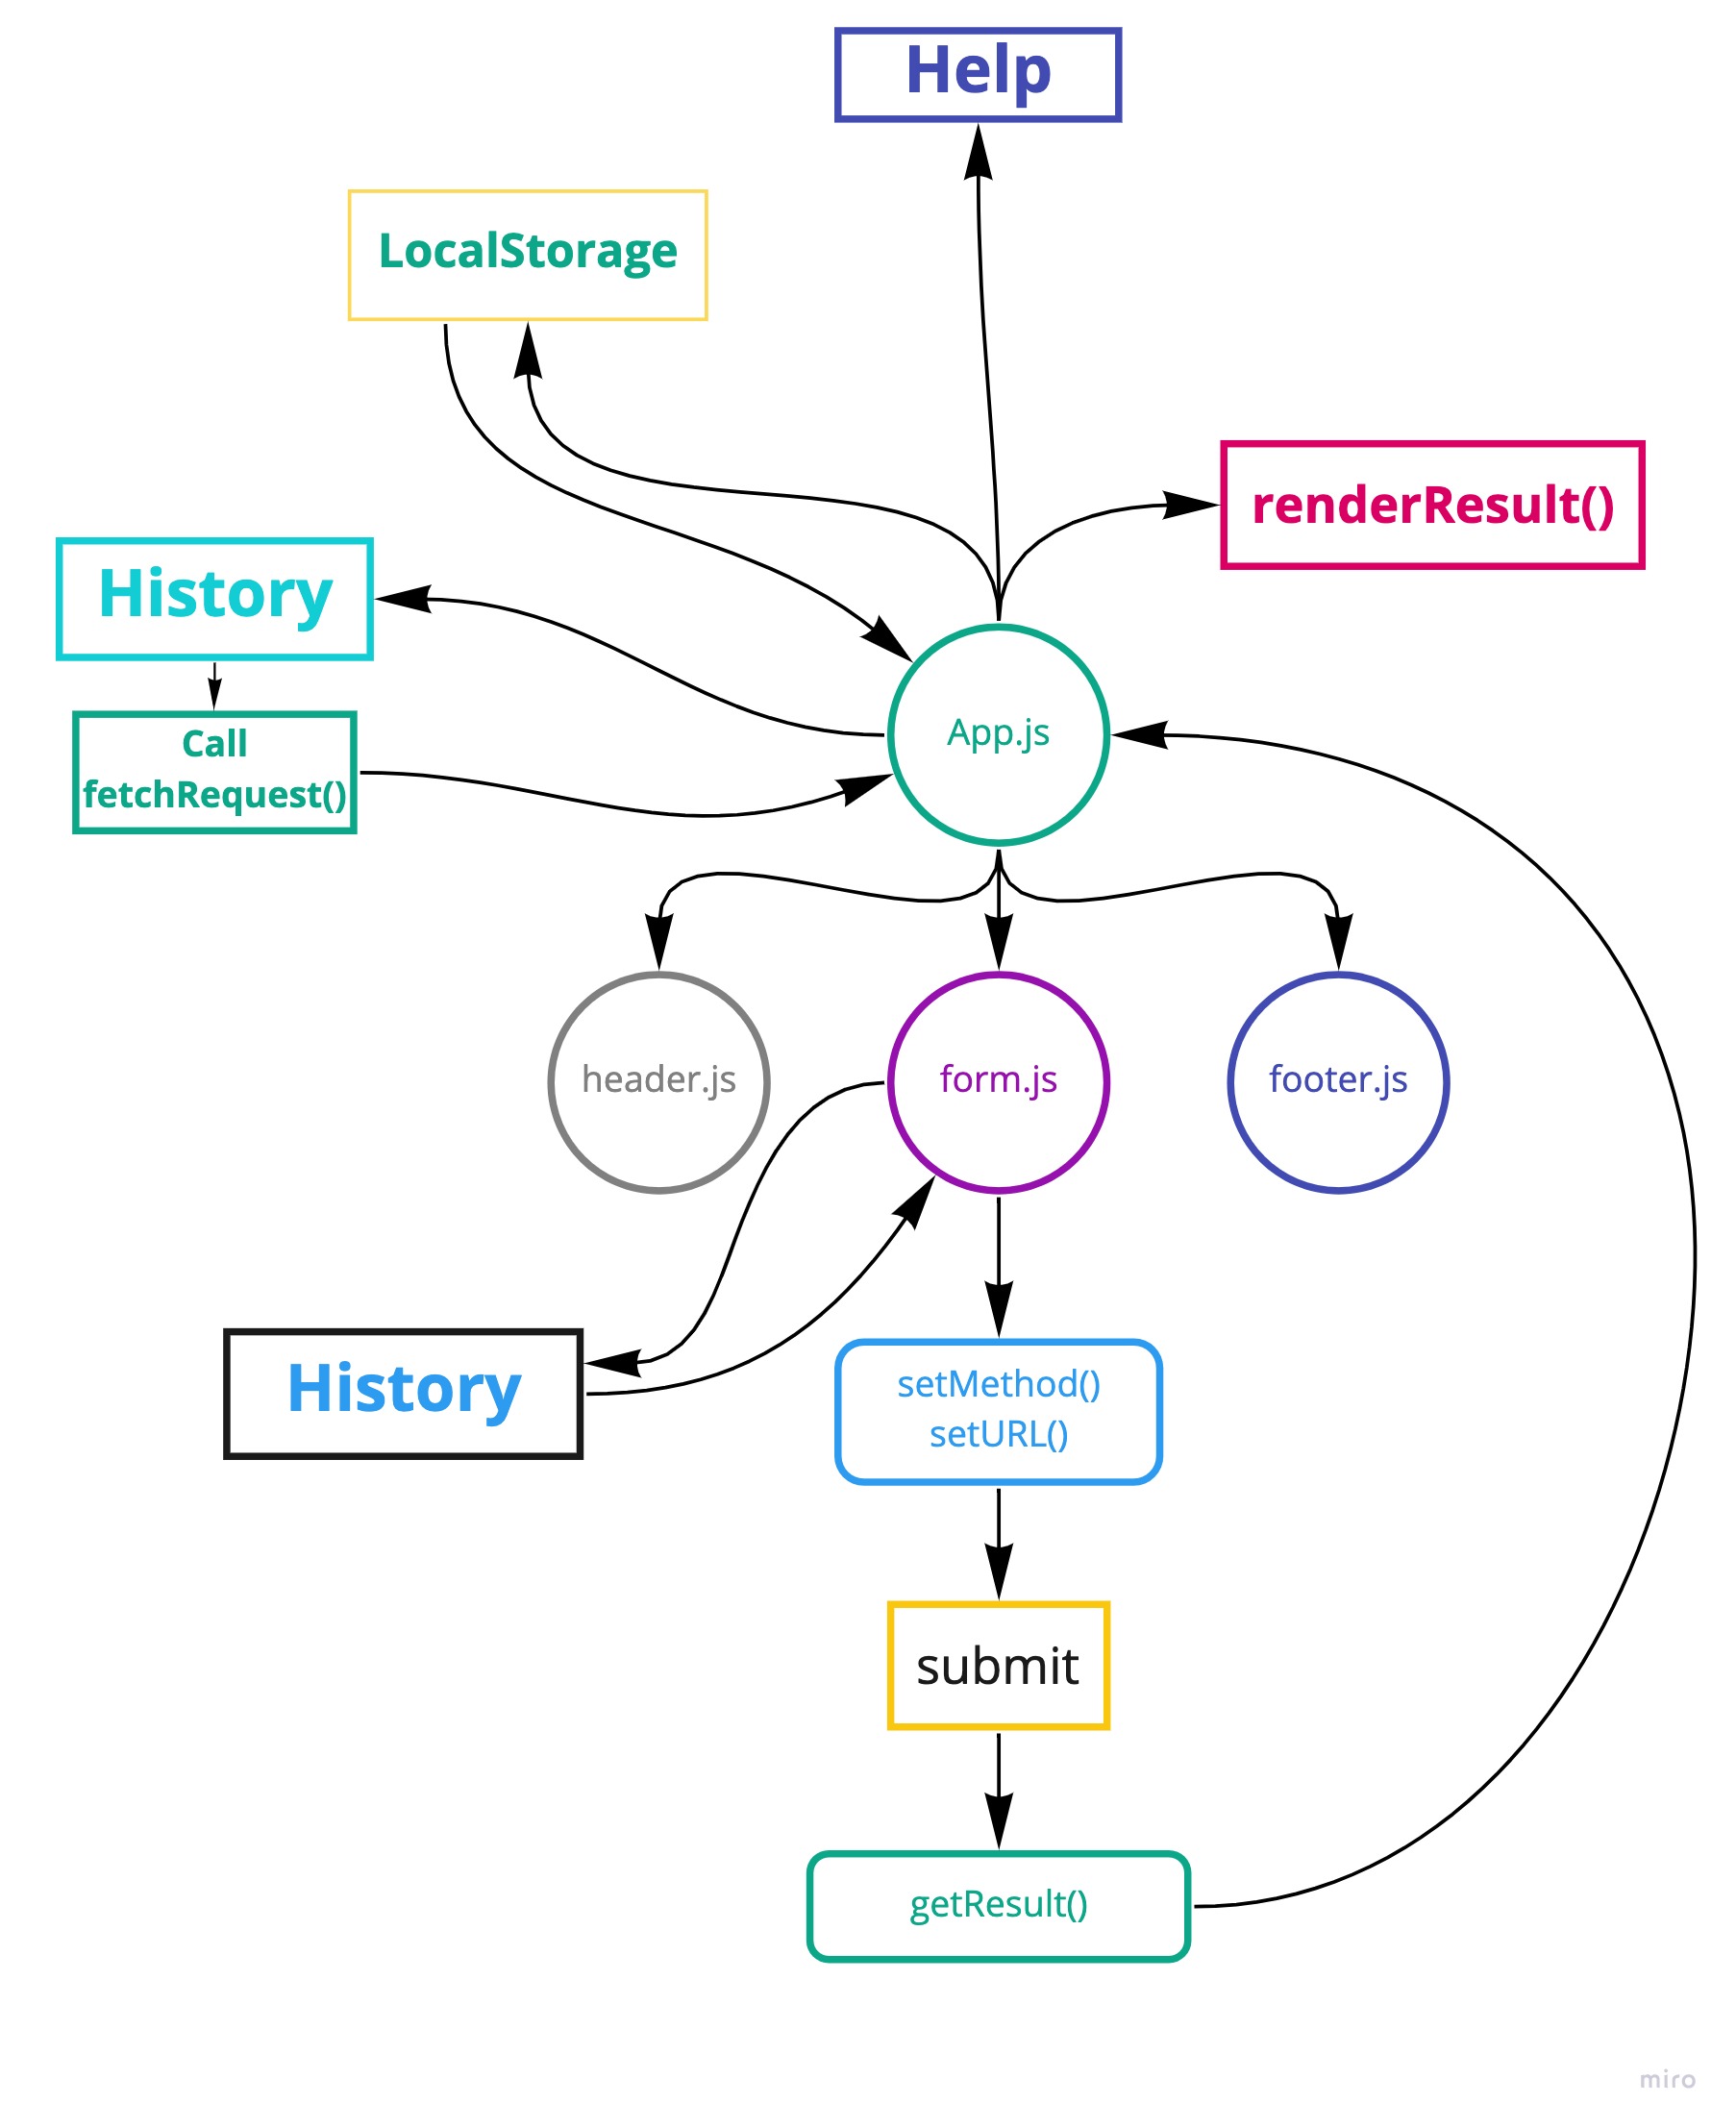 Help
LocalStorage
renderResult()
History
Call
fetchRequest()
App.js
header.js
form.js
footer.js
History
setMethod()
setURL()
submit
getResult()
miro